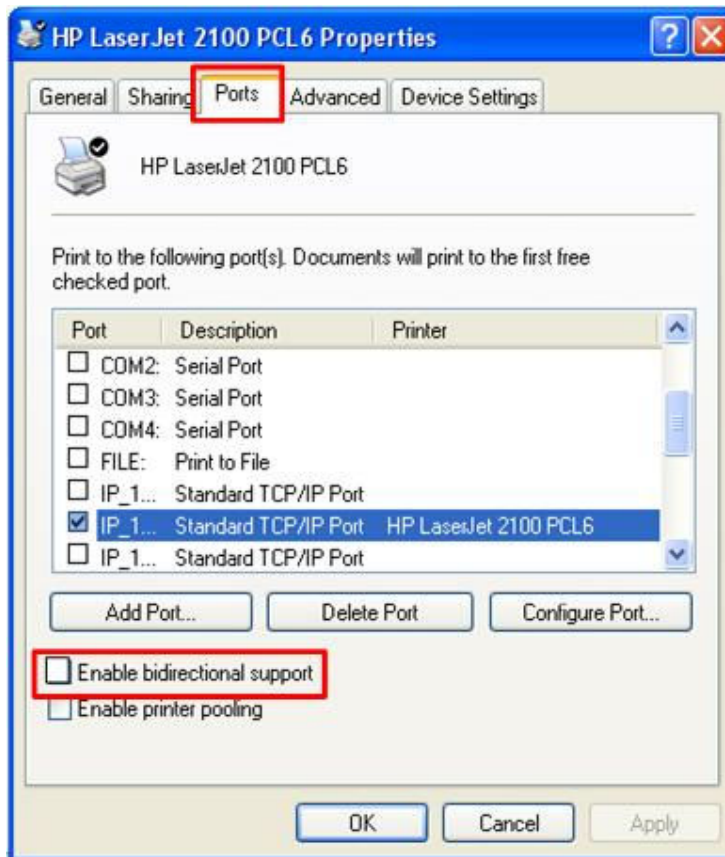 HP LaserJet 2100 PCL6 Properties
General Sharing Ports Advanced Device Settings
HP LaserJet 2100 PCL6
Print to the following port(s). Documents will print to the first free
checked port.
Port Description Printer
COM2: Serial Port
COM3: Serial Port
COM4: Serial Port
FILE: Print to File
IP_1... Standard TCP/IP Port
IP_1... Standard TCP/IP Port HP LaserJet 2100 PCL6
IP_1... Standard TCP/IP Port
Add Port... Delete Port Configure Port...
Enable bidirectional support
Enable printer pooling
OK Cancel Apply